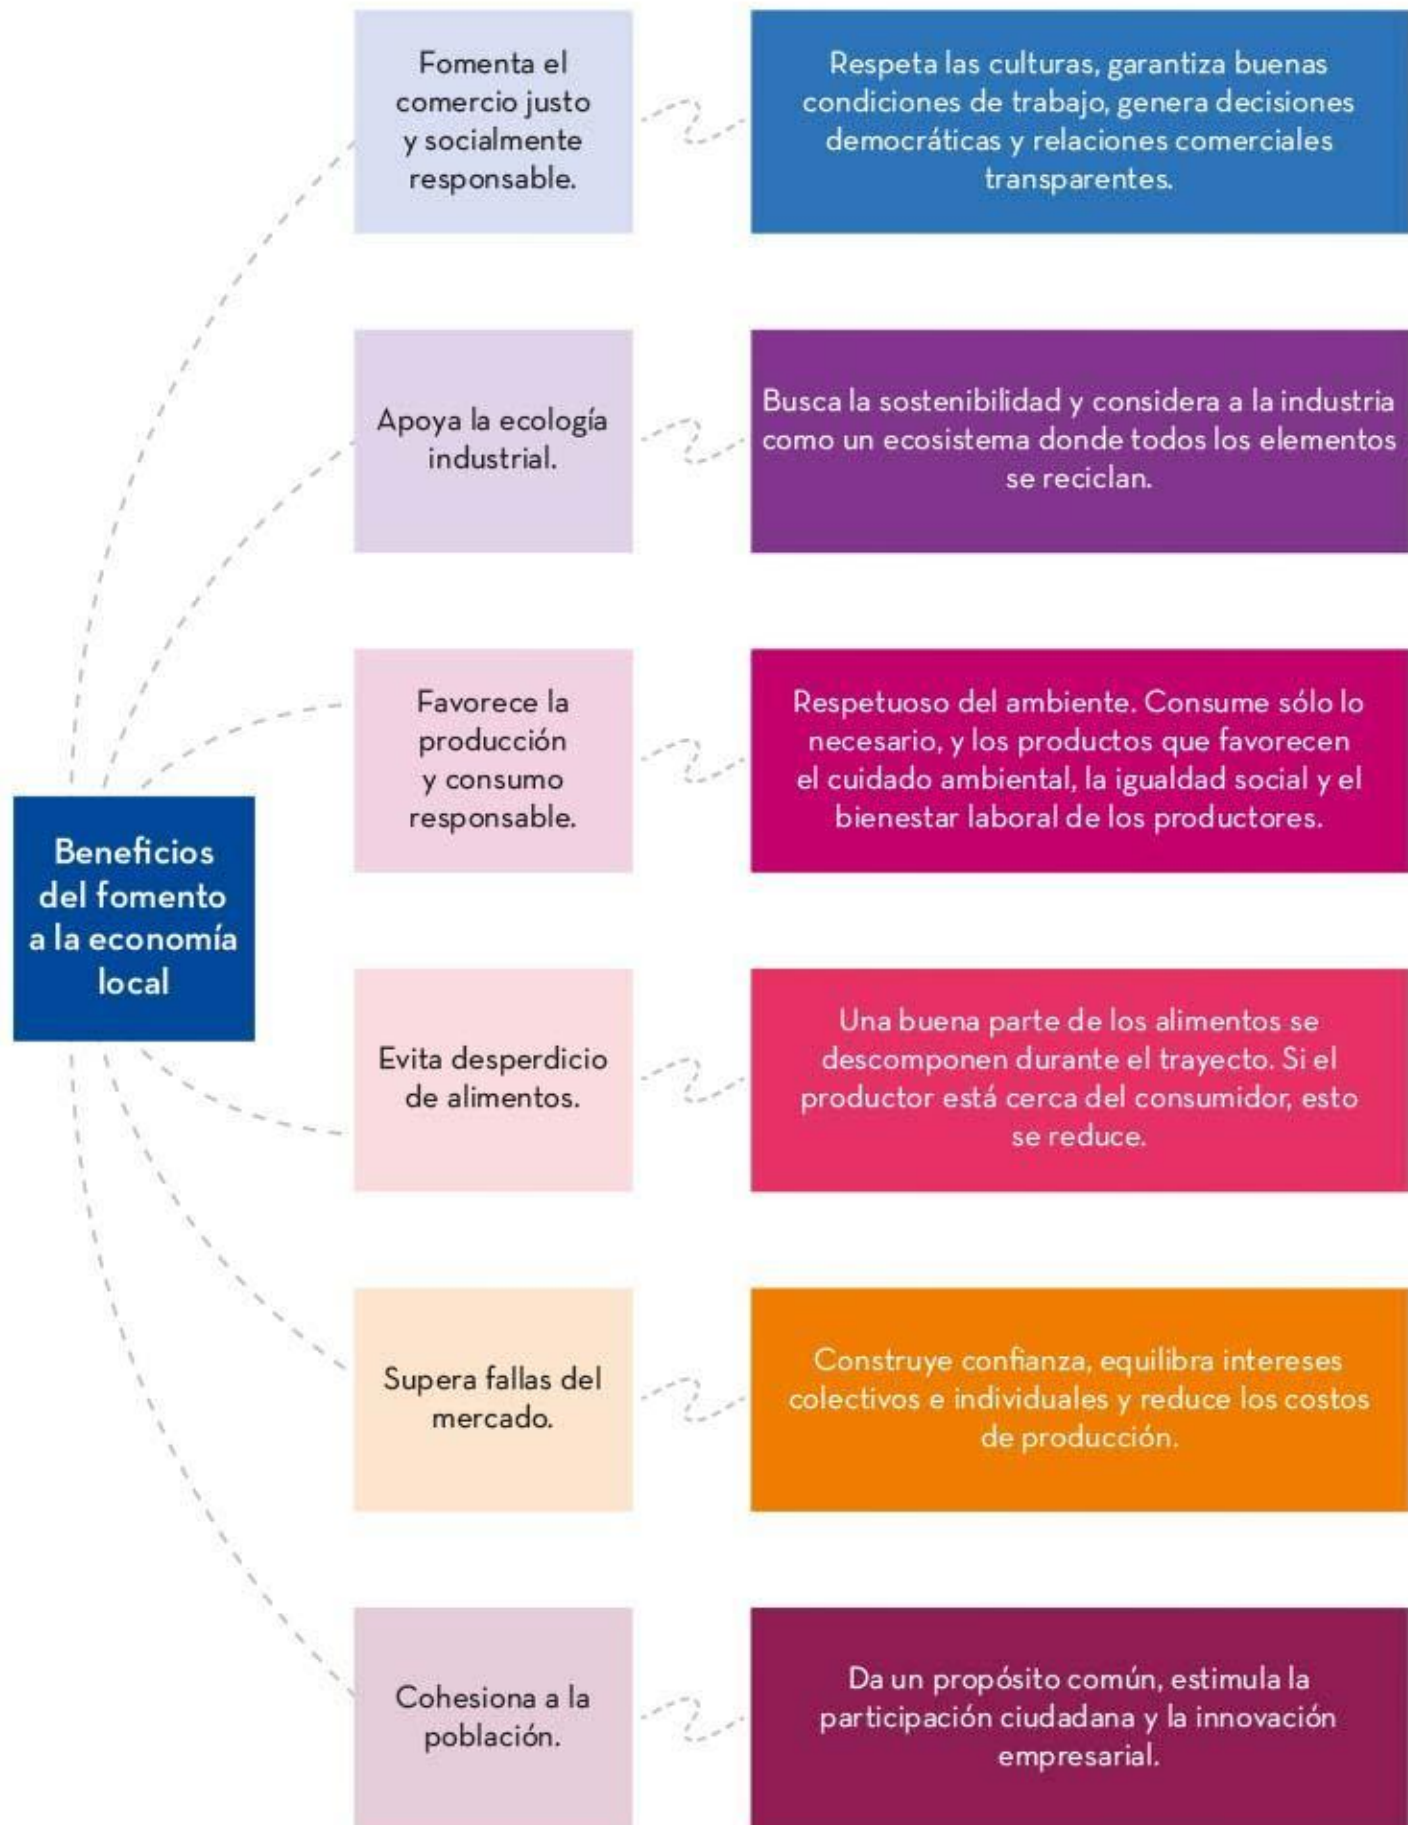 Fomenta el
comercio justo
y socialmente
responsable.
Respeta las culturas, garantiza buenas
condiciones de trabajo, genera decisiones
democráticas y relaciones comerciales
transparentes.
Apoya la ecología
industrial.
Busca la sostenibilidad y considera a la industria
como un ecosistema donde todos los elementos
se reciclan.
Favorece la
producción
y consumo
responsable.
Respetuoso del ambiente. Consume sólo lo
necesario, y los productos que favorecen
el cuidado ambiental, la igualdad social y el
bienestar laboral de los productores.
Beneficios
del fomento
a la economía
local
Evita desperdicio
de alimentos.
Una buena parte de los alimentos se
descomponen durante el trayecto. Si el
productor está cerca del consumidor, esto
se reduce.
Supera fallas del
mercado.
Construye confianza, equilibra intereses
colectivos e individuales y reduce los costos
de producción.
Cohesiona a la
población.
Da un propósito común, estimula la
participación ciudadana y la innovación
empresarial.